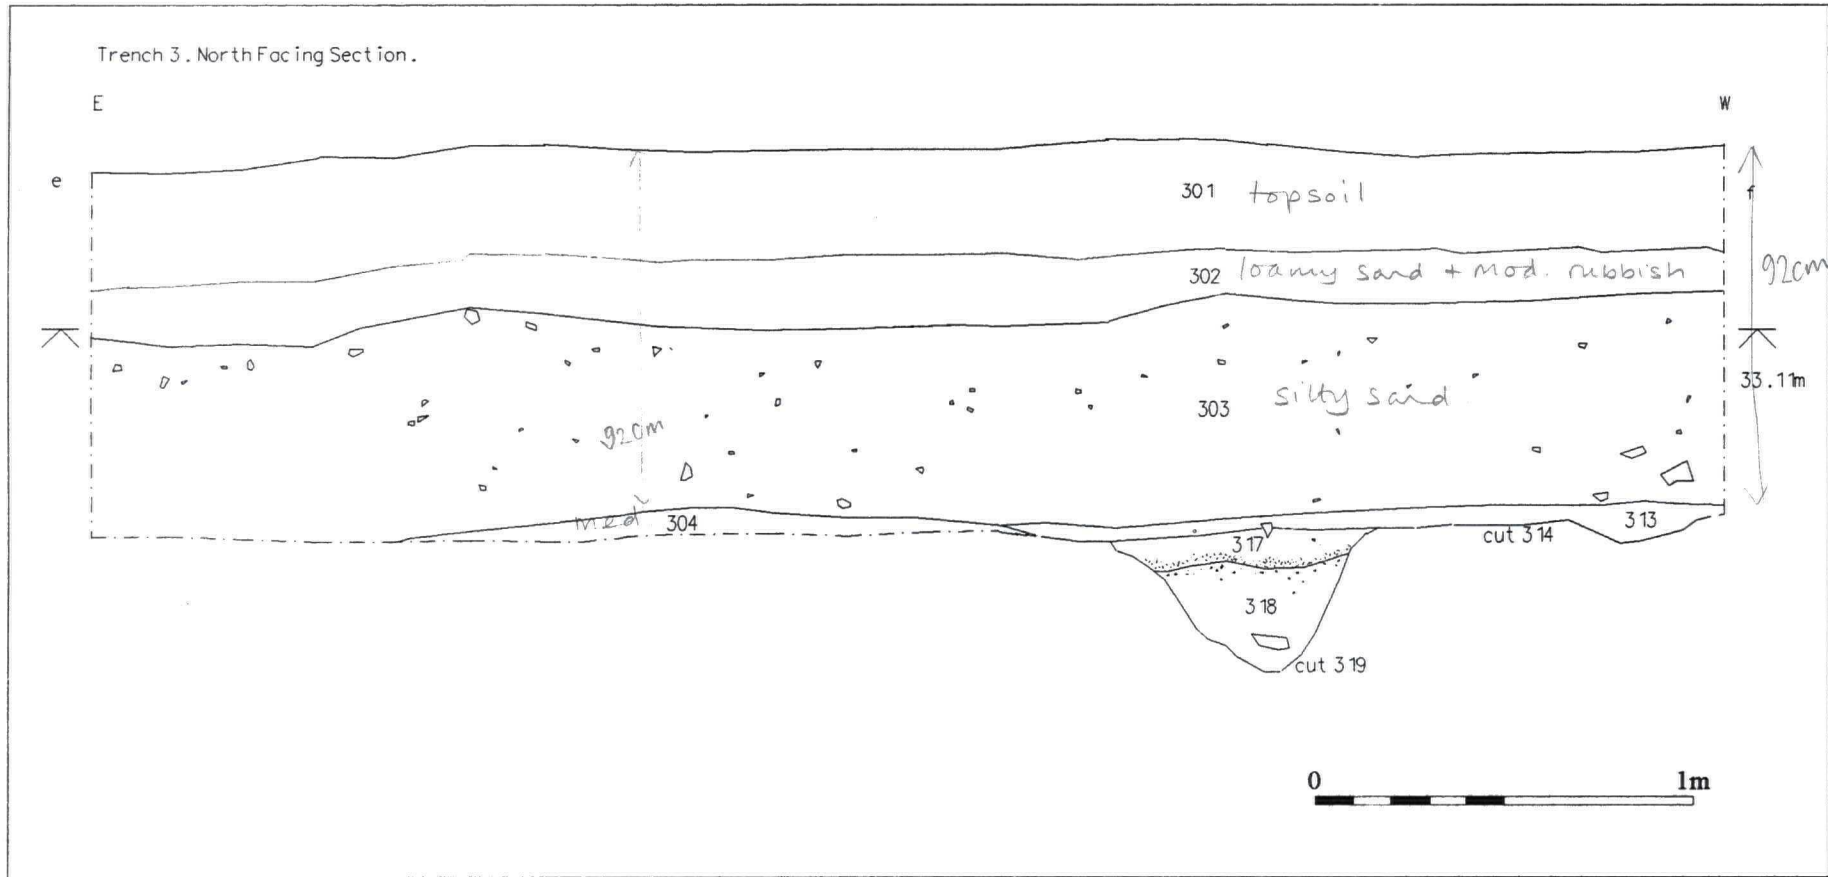 Trench 3. North Facing Section.
E W
e f
301 topsoil
302 loamy sand + mod. rubbish
92cm
33.11m
303 silty sand
92cm
med 304
313
cut 314
317
318
cut 319
0 1m